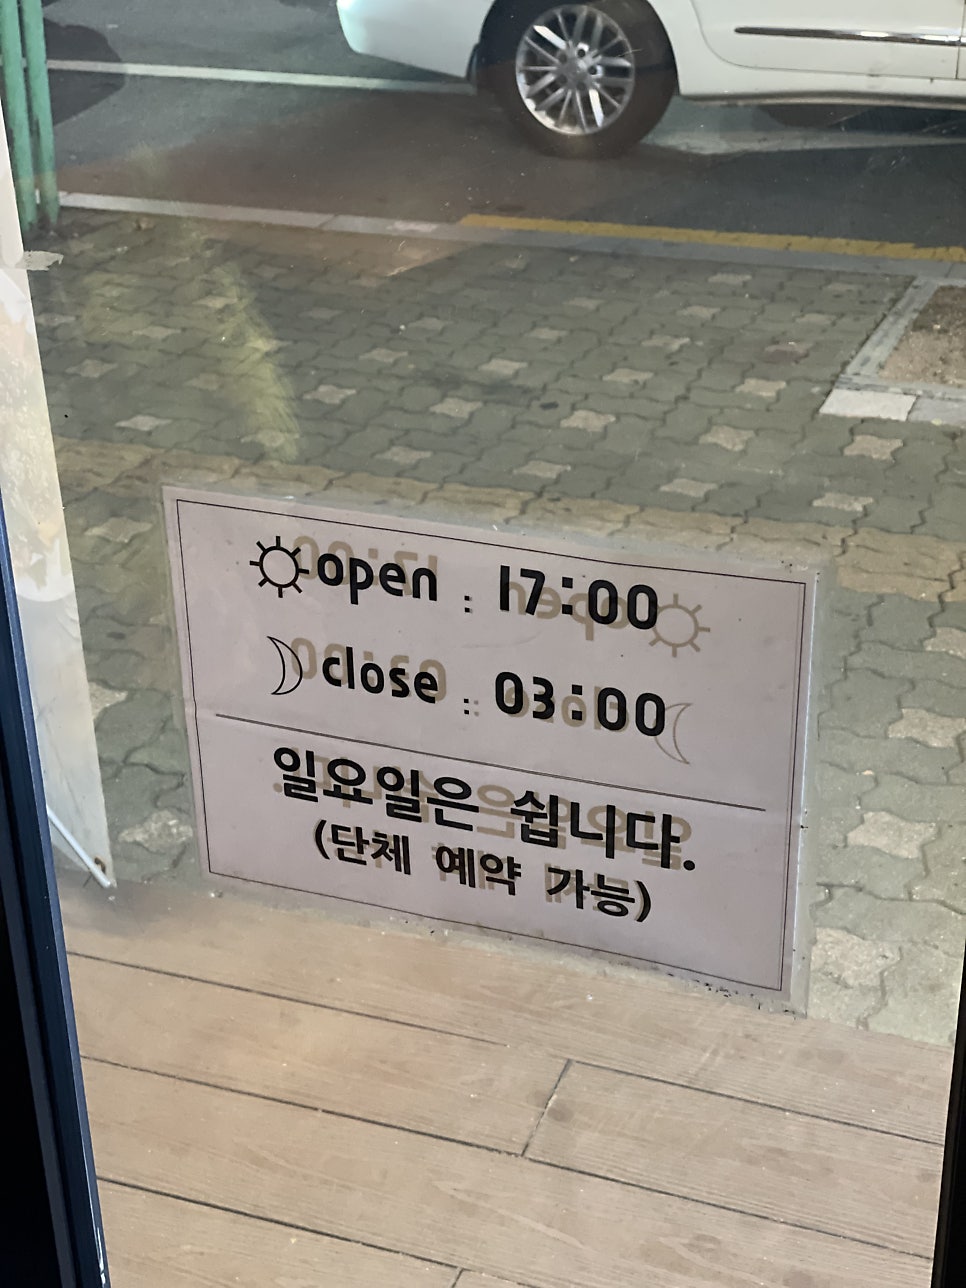 open : 17:00
close : 03:00
일요일은 쉽니다.
(단체 예약 가능)